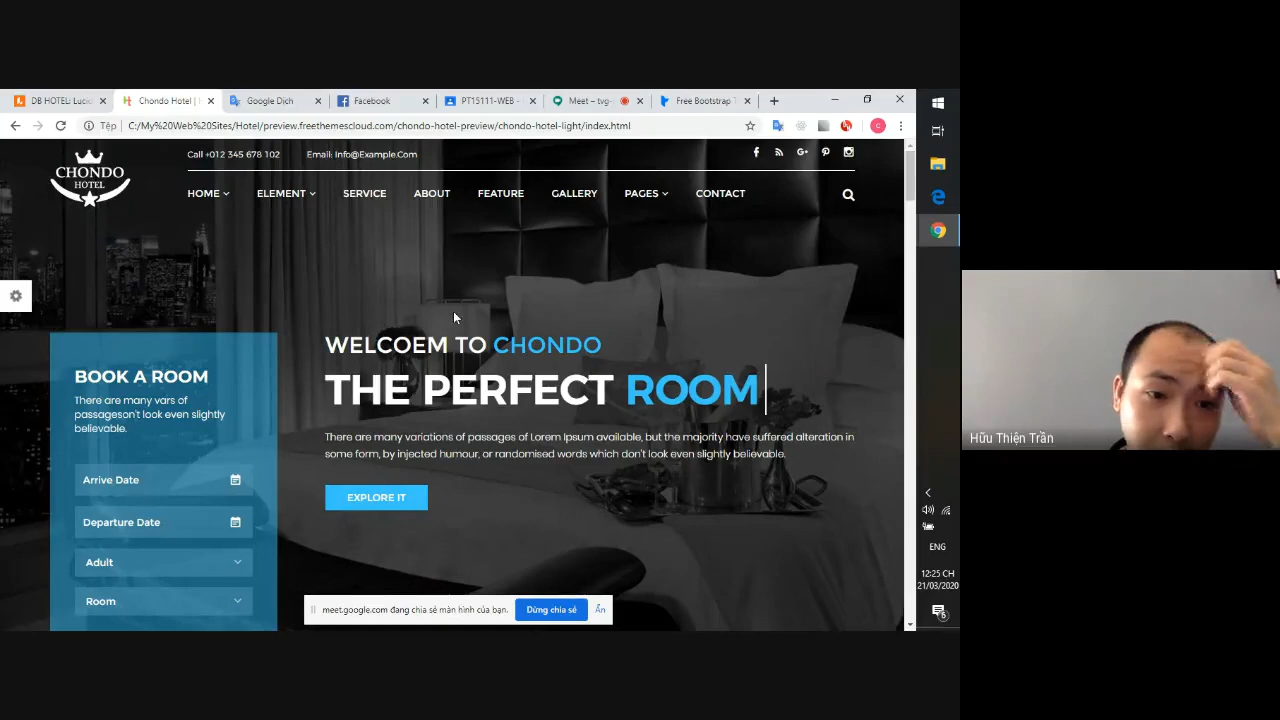 DB HOTEL: Lucid
Chondo Hotel |
Google Dịch
Facebook
PT15111-WEB -
Meet – tvg-
Free Bootstrap T
Tệp
C:/My%20Web%20Sites/Hotel/preview.freethemescloud.com/chondo-hotel-preview/chondo-hotel-light/index.html
CHONDO
HOTEL
Call +012 345 678 102
Email: Info@Example.Com
HOME
ELEMENT
SERVICE
ABOUT
FEATURE
GALLERY
PAGES
CONTACT
WELCOEM TO CHONDO
THE PERFECT ROOM
There are many variations of passages of Lorem Ipsum available, but the majority have suffered alteration in
some form, by injected humour, or randomised words which don't look even slightly believable.
EXPLORE IT
BOOK A ROOM
There are many vars of
passageson't look even slightly
believable.
Arrive Date
Departure Date
Adult
Room
meet.google.com đang chia sẻ màn hình của bạn.
Dừng chia sẻ
Ẩn
ENG
12:25 CH
21/03/2020
Hữu Thiện Trần